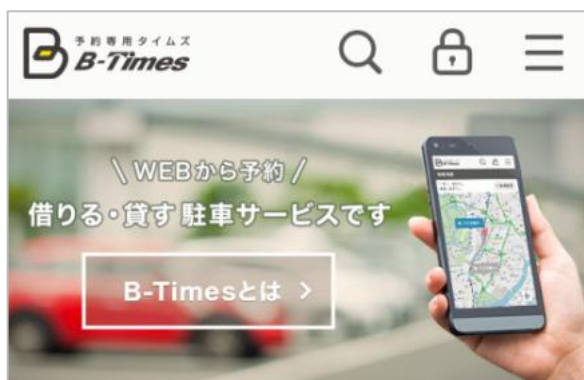 予約専用タイムズ
B-Times
\ WEBから予約 /
借りる・貸す 駐車サービスです
B-Timesとは >